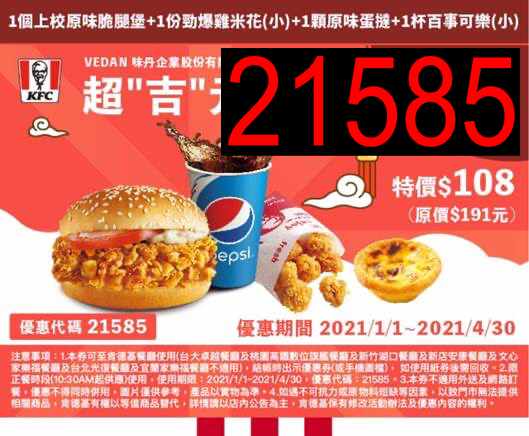 1個上校原味脆腿堡+1份勁爆雞米花(小)+1顆原味蛋撻+1杯百事可樂(小)
VEDAN 味丹企業股份有
KFC
超"吉"
21585
特價$108
(原價$191元)
pepsi
fresh
優惠代碼 21585
優惠期間 2021/1/1~2021/4/30
注意事項:1.本券可至肯德基餐廳使用(台大卓越餐廳及桃園高鐵數位旗艦餐廳及新竹湖口餐廳及新店安康餐廳及文心
家樂福餐廳及台北光復餐廳及宜蘭家樂福餐廳不適用),結帳時出示優惠券(或手機圖檔),如使用紙券後需回收。2.限
正餐時段(10:30AM起供應)使用,使用期限:2021/1/1~2021/4/30,優惠代碼:21585。3.本券不適用外送及網路訂
餐,優惠不得同時併用,圖片僅供參考,產品以實物為準。4.如遇不可抗力或原物料短缺等因素,以致門市無法提供
相關商品,肯德基有權以等值商品替代,詳情請以店內公告為主,肯德基保有修改活動辦法及優惠內容的權利。